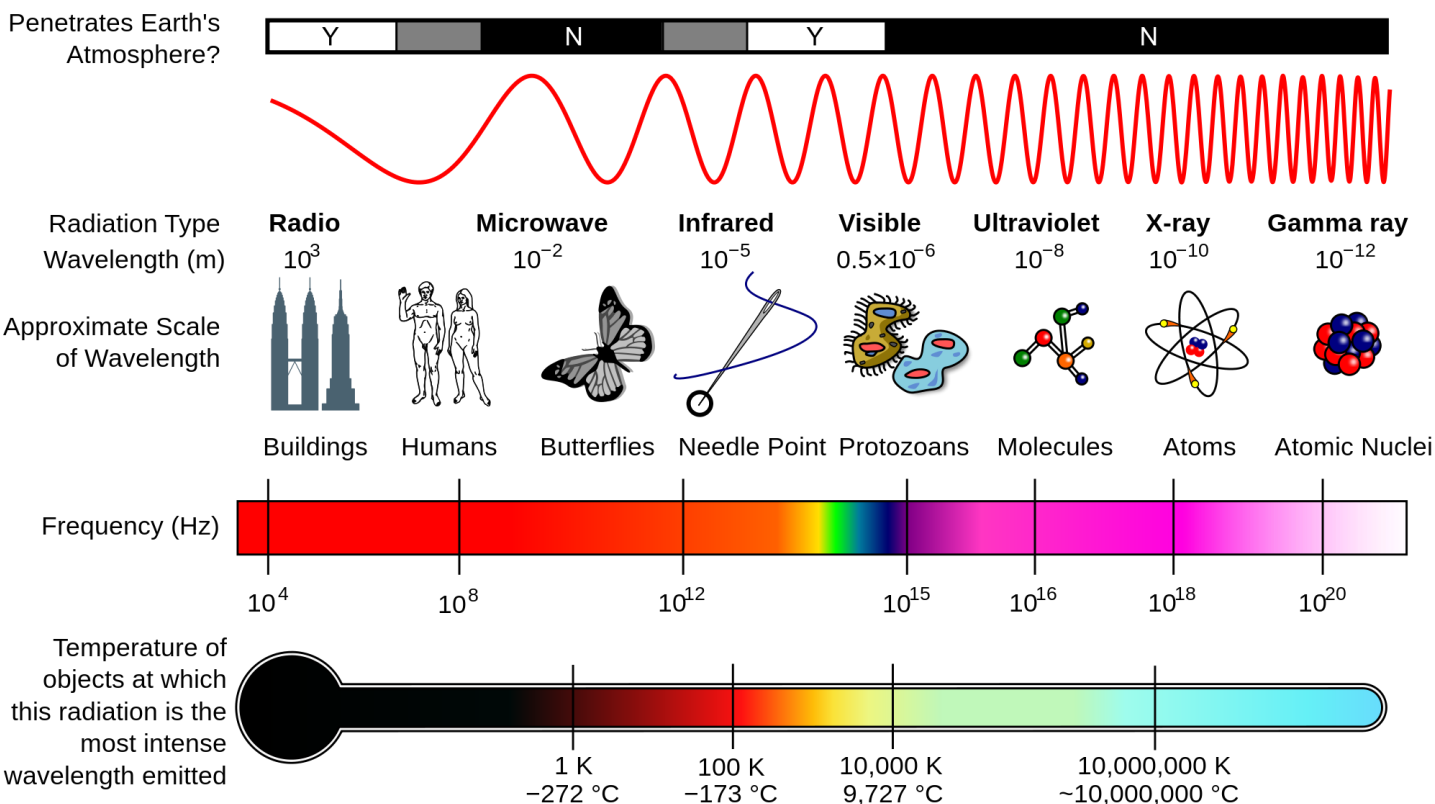 Penetrates Earth's
Atmosphere?
Y N Y N
Radiation Type
Radio Microwave Infrared Visible Ultraviolet X-ray Gamma ray
Wavelength (m)
10³ 10⁻² 10⁻⁵ 0.5×10⁻⁶ 10⁻⁸ 10⁻¹⁰ 10⁻¹²
Approximate Scale
of Wavelength
Buildings Humans Butterflies Needle Point Protozoans Molecules Atoms Atomic Nuclei
Frequency (Hz)
10⁴ 10⁸ 10¹² 10¹⁵ 10¹⁶ 10¹⁸ 10²⁰
Temperature of
objects at which
this radiation is the
most intense
wavelength emitted
1 K 100 K 10,000 K 10,000,000 K
−272 °C −173 °C 9,727 °C ~10,000,000 °C